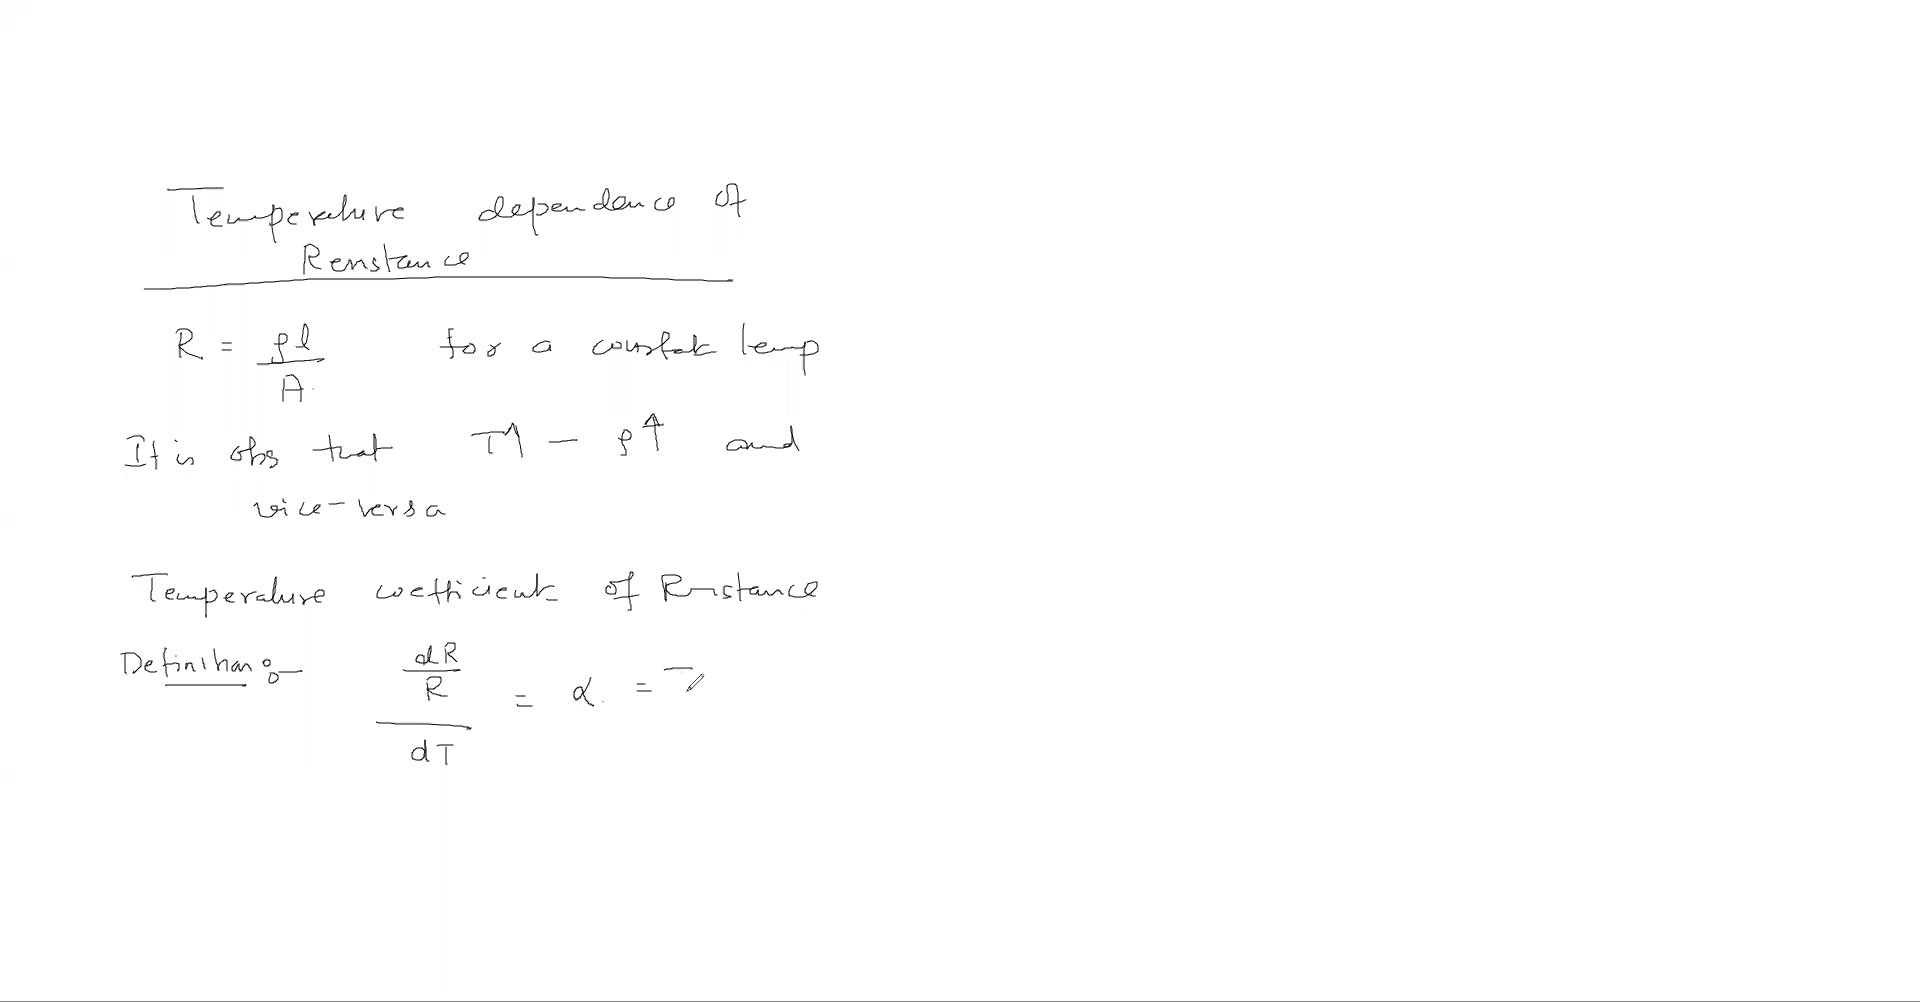 Temperature dependence of
Resistance
R = ρl / A for a constat temp
It is obs that T↑ - ρ↑ and
vice-versa
Temperature coefficient of Resistance
Definition :-
dR / R / dT = α. =